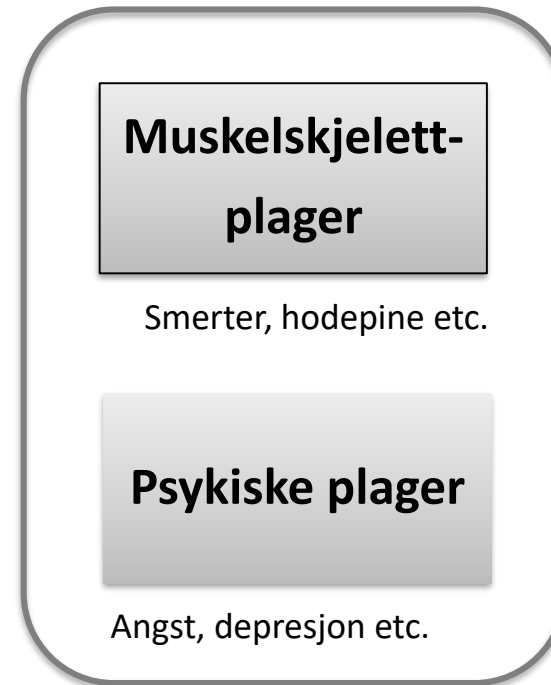 Muskelskjelett-
plager
Smerter, hodepine etc.
Psykiske plager
Angst, depresjon etc.